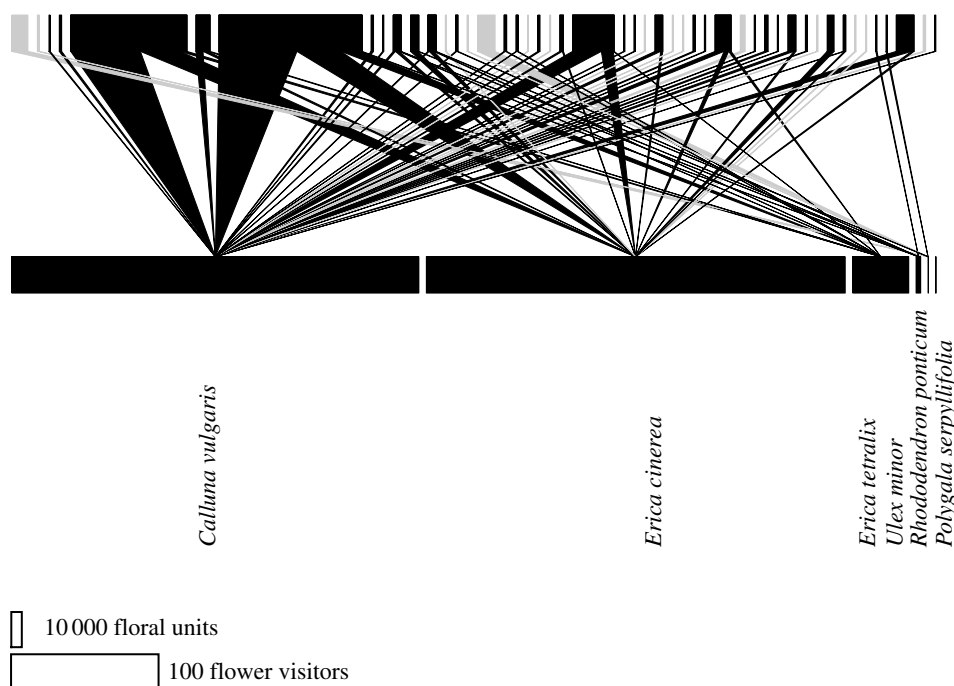 Calluna vulgaris
Erica cinerea
Erica tetralix
Ulex minor
Rhododendron ponticum
Polygala serpyllifolia
10 000 floral units
100 flower visitors